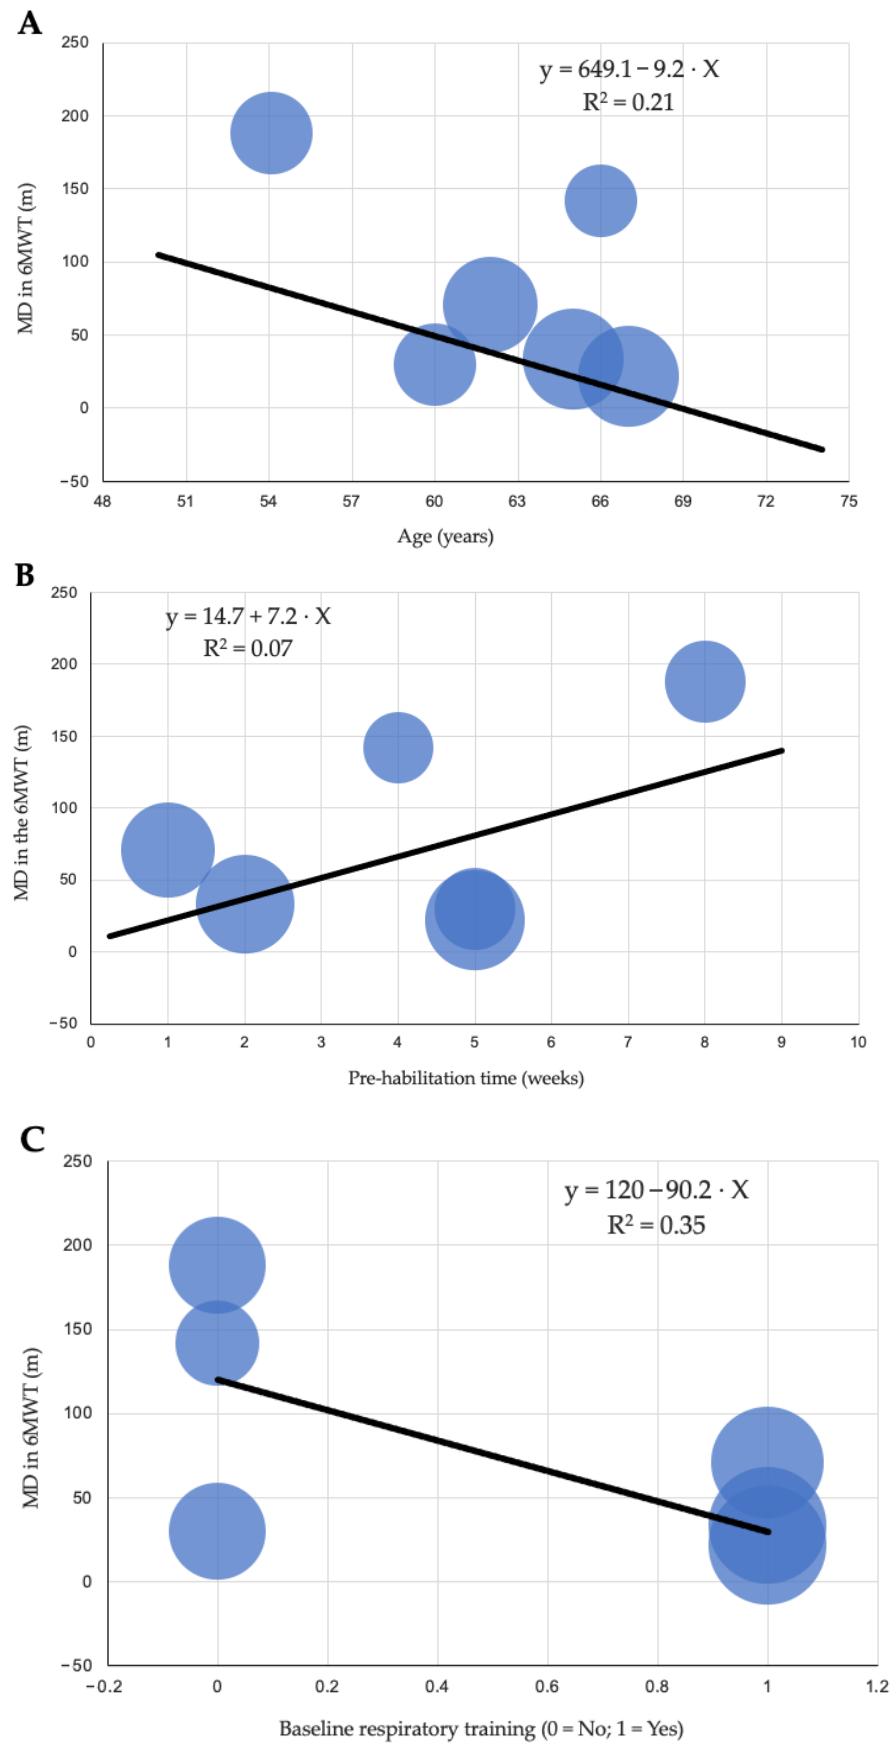 A
250
200
150
100
50
0
−50
MD in 6MWT (m)
y = 649.1 − 9.2 · X
R² = 0.21
48 51 54 57 60 63 66 69 72 75
Age (years)
B
250
200
150
100
50
0
−50
MD in the 6MWT (m)
y = 14.7 + 7.2 · X
R² = 0.07
0 1 2 3 4 5 6 7 8 9 10
Pre-habilitation time (weeks)
C
250
200
150
100
50
0
−50
MD in 6MWT (m)
y = 120 − 90.2 · X
R² = 0.35
−0.2 0 0.2 0.4 0.6 0.8 1 1.2
Baseline respiratory training (0 = No; 1 = Yes)